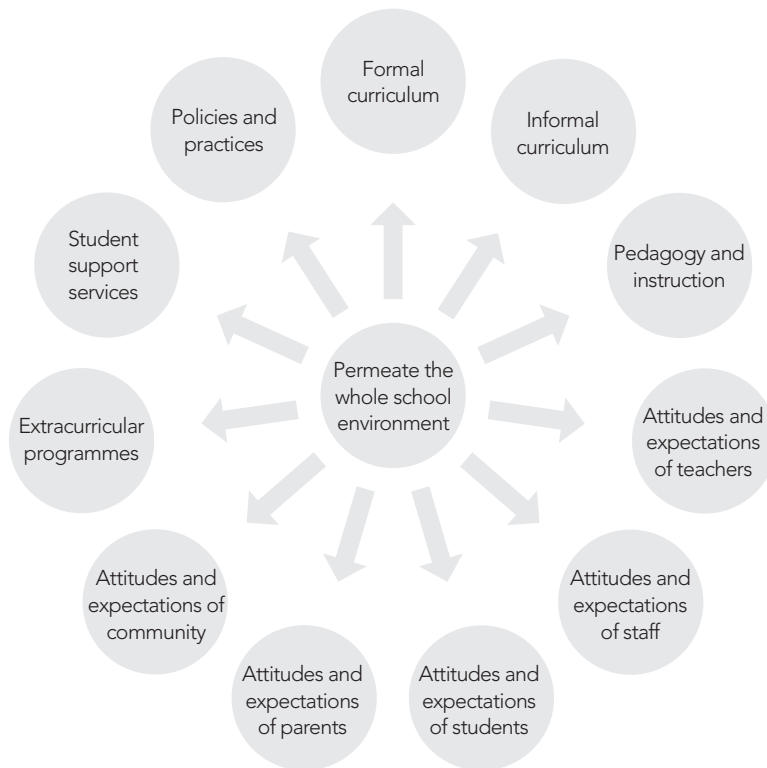 Formal
curriculum
Informal
curriculum
Pedagogy and
instruction
Attitudes and
expectations
of teachers
Attitudes and
expectations
of staff
Attitudes and
expectations
of students
Attitudes and
expectations
of parents
Attitudes and
expectations of
community
Extracurricular
programmes
Student
support
services
Policies and
practices
Permeate the
whole school
environment